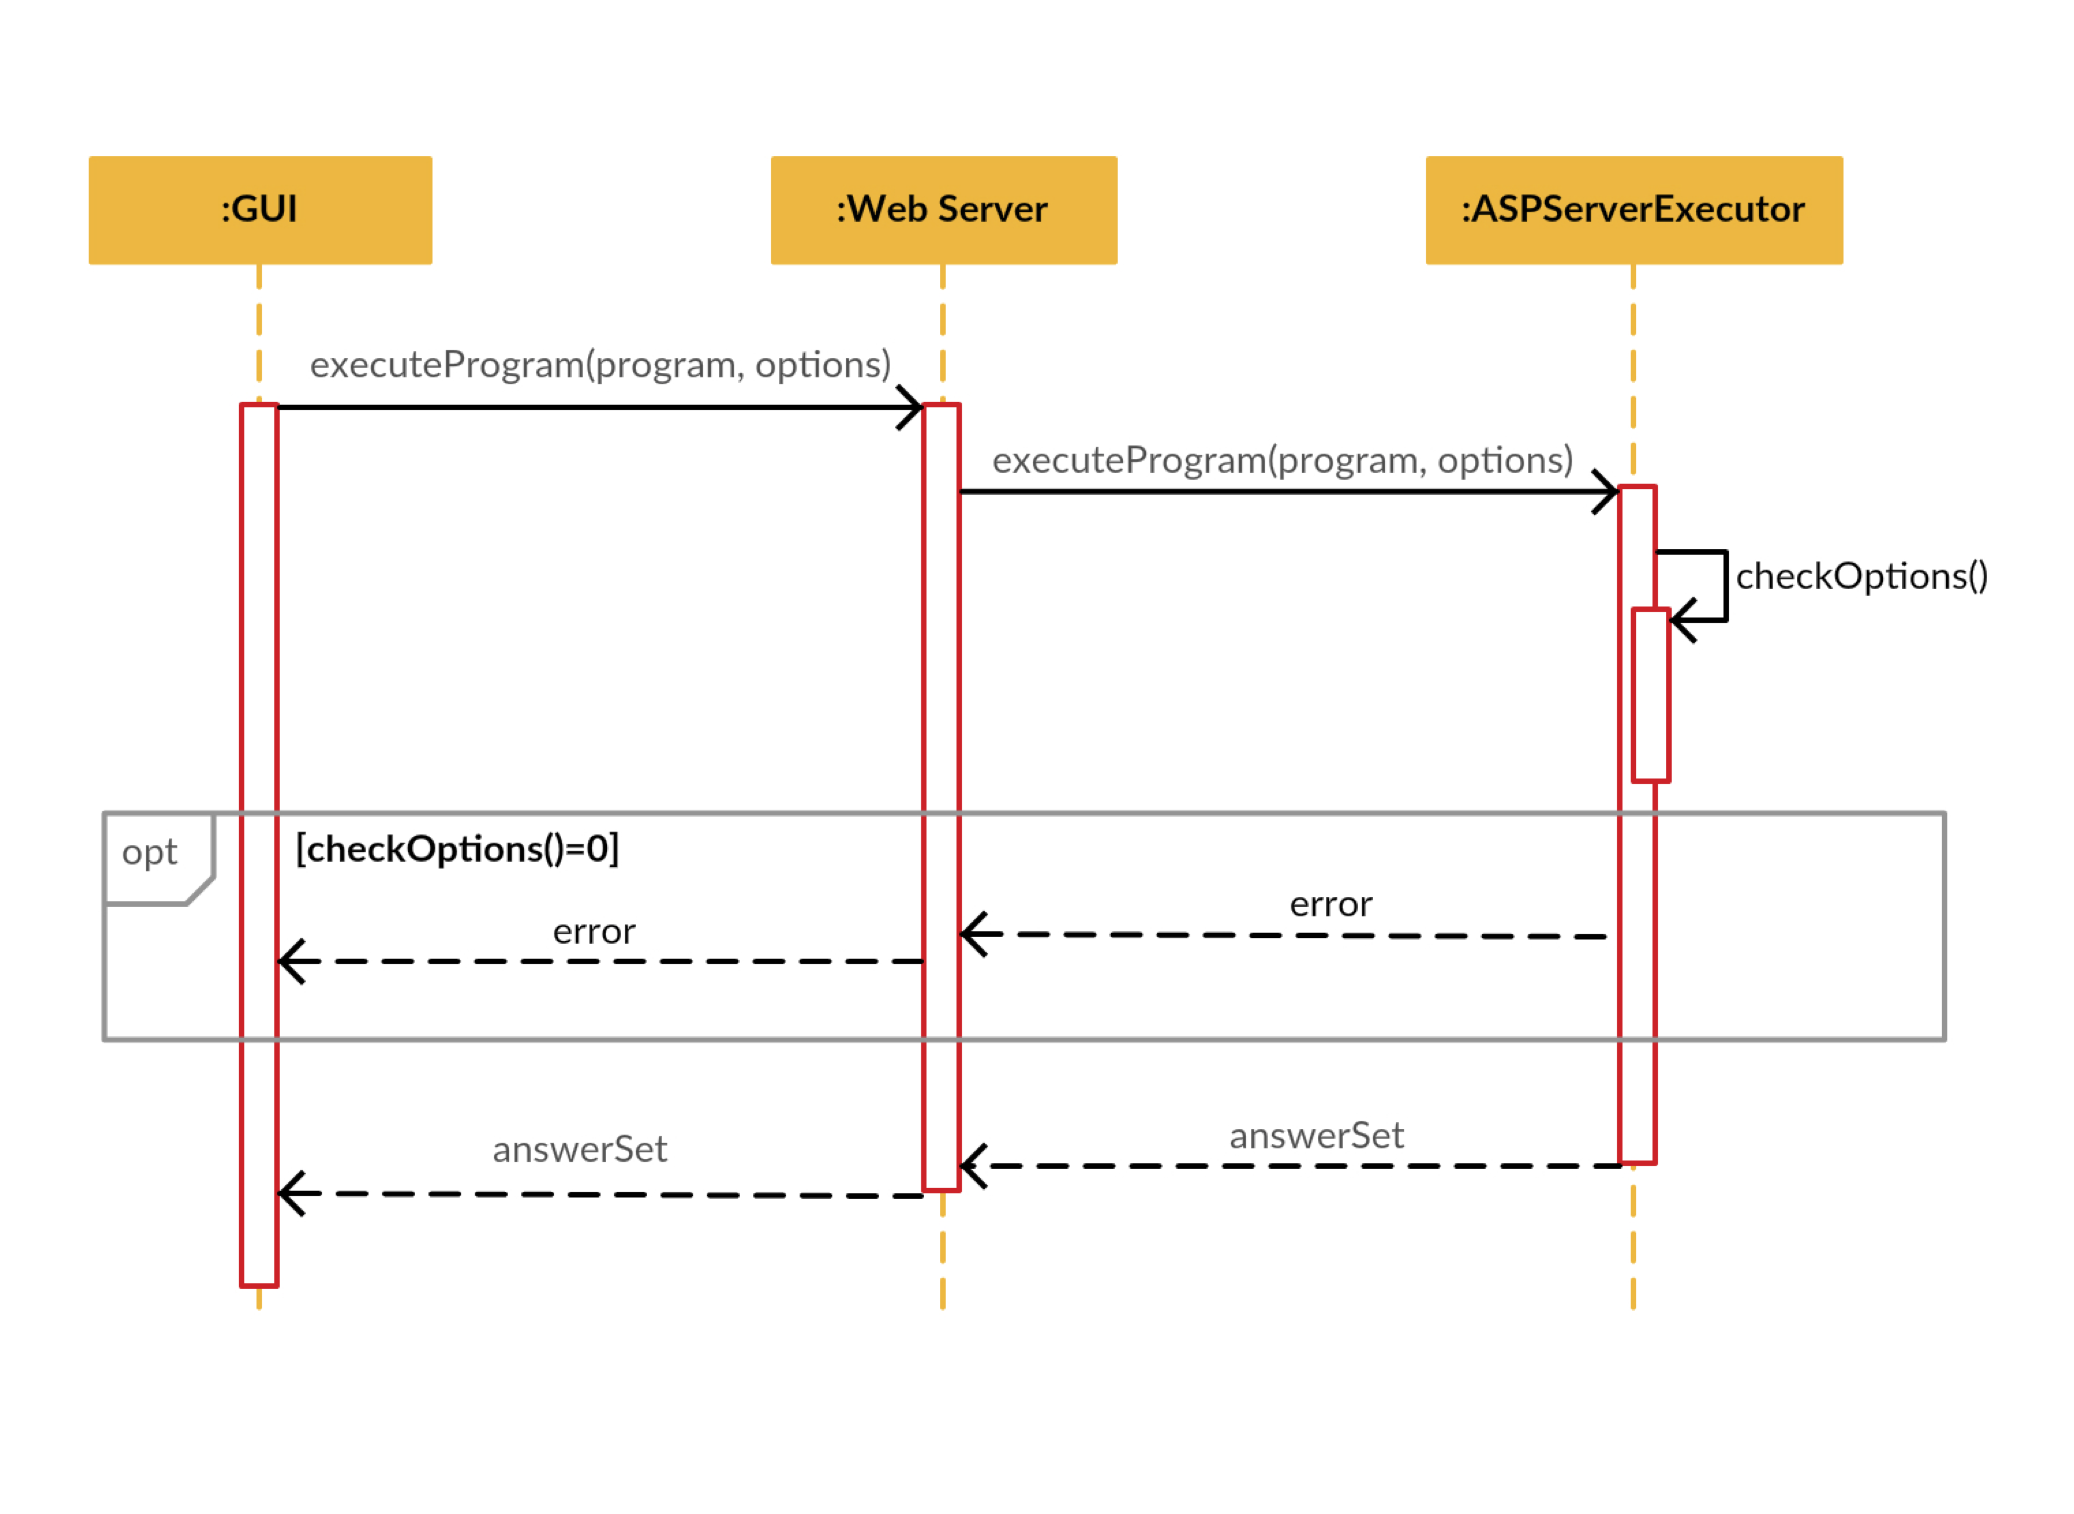 :GUI
:Web Server
:ASPServerExecutor
executeProgram(program, options)
executeProgram(program, options)
checkOptions()
opt
[checkOptions()=0]
error
error
answerSet
answerSet